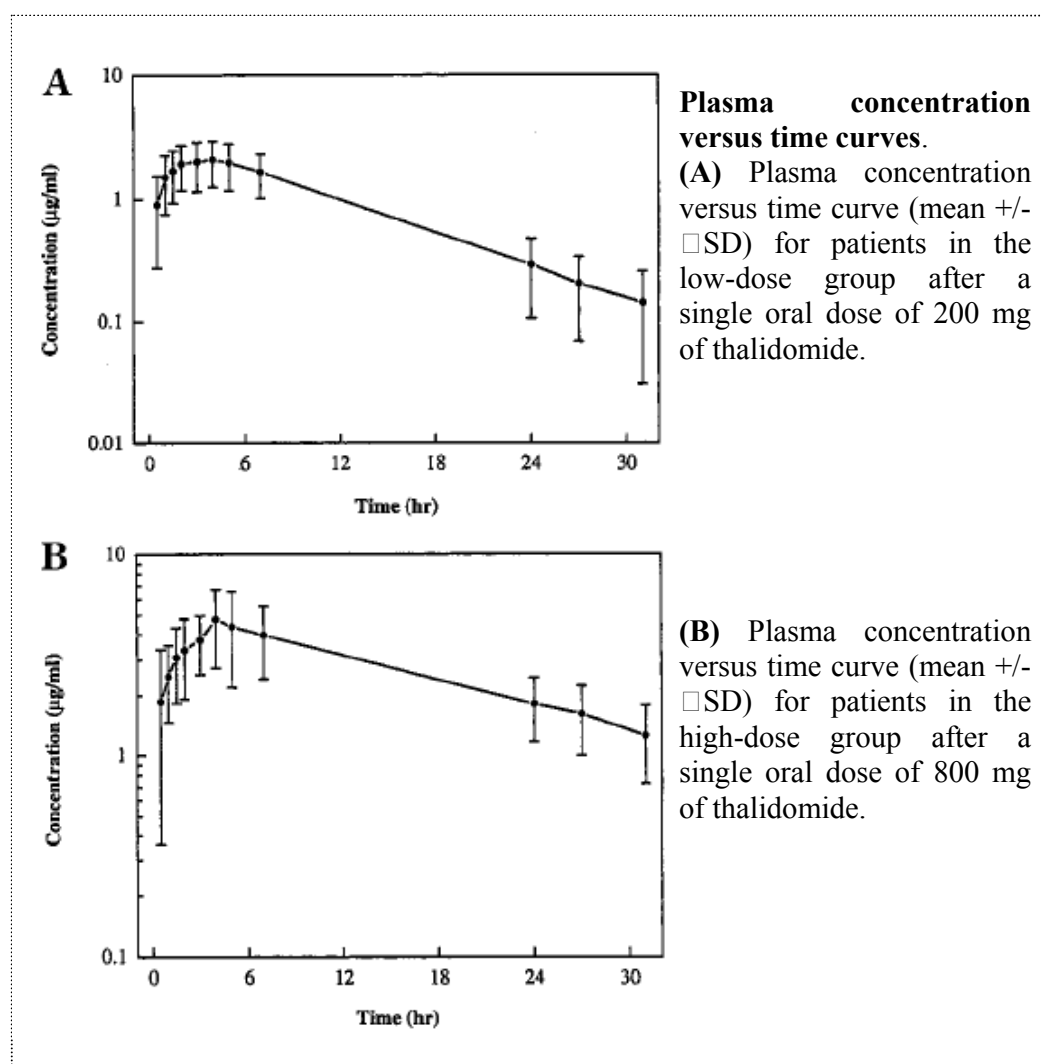 A
10
1
0.1
0.01
Concentration (µg/ml)
0 6 12 18 24 30
Time (hr)
Plasma concentration
versus time curves.
(A) Plasma concentration
versus time curve (mean +/-
□SD) for patients in the
low-dose group after a
single oral dose of 200 mg
of thalidomide.
B
10
1
0.1
Concentration (µg/ml)
0 6 12 18 24 30
Time (hr)
(B) Plasma concentration
versus time curve (mean +/-
□SD) for patients in the
high-dose group after a
single oral dose of 800 mg
of thalidomide.